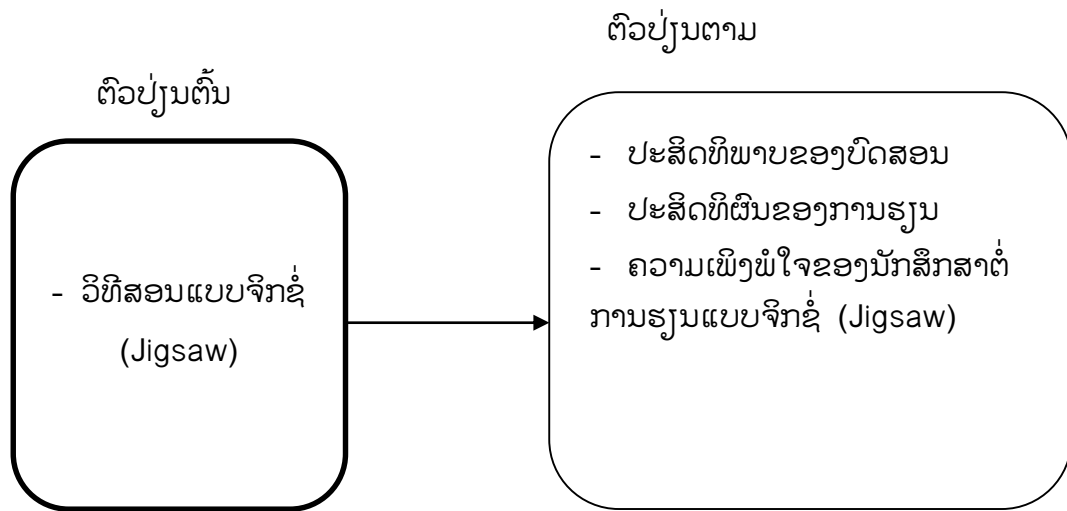 ຕົວປ່ຽນຕາມ
ຕົວປ່ຽນຕົ້ນ
- ວິທີສອນແບບຈິກຊໍ່
(Jigsaw)
- ປະສິດທິພາບຂອງບົດສອນ
- ປະສິດທິຜົນຂອງການຮຽນ
- ຄວາມເພິງພໍໃຈຂອງນັກສຶກສາຕໍ່
ການຮຽນແບບຈິກຊໍ່ (Jigsaw)